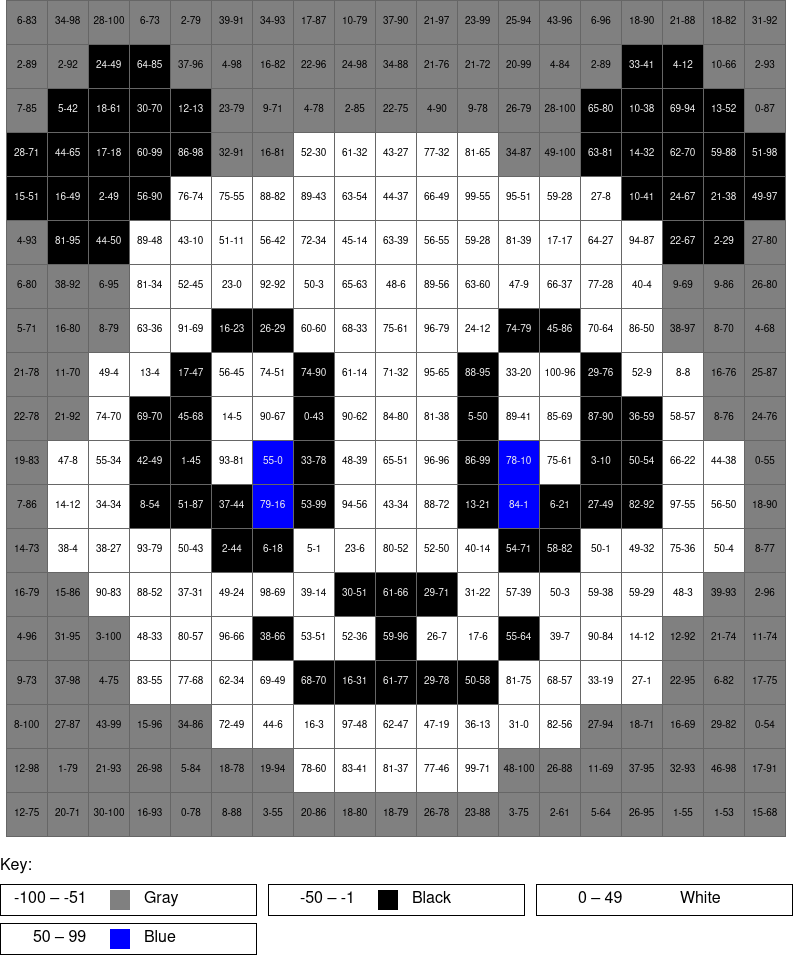 6-83 34-98 28-100 6-73 2-79 39-91 34-93 17-87 10-79 37-90 21-97 23-99 25-94 43-96 6-96 18-90 21-88 18-82 31-92
2-89 2-92 24-49 64-85 37-96 4-98 16-82 22-96 24-98 34-88 21-76 21-72 20-99 4-84 2-89 33-41 4-12 10-66 2-93
7-85 5-42 18-61 30-70 12-13 23-79 9-71 4-78 2-85 22-75 4-90 9-78 26-79 28-100 65-80 10-38 69-94 13-52 0-87
28-71 44-65 17-18 60-99 86-98 32-91 16-81 52-30 61-32 43-27 77-32 81-65 34-87 49-100 63-81 14-32 62-70 59-88 51-98
15-51 16-49 2-49 56-90 76-74 75-55 88-82 89-43 63-54 44-37 66-49 99-55 95-51 59-28 27-8 10-41 24-67 21-38 49-97
4-93 81-95 44-50 89-48 43-10 51-11 56-42 72-34 45-14 63-39 56-55 59-28 81-39 17-17 64-27 94-87 22-67 2-29 27-80
6-80 38-92 6-95 81-34 52-45 23-0 92-92 50-3 65-63 48-6 89-56 63-60 47-9 66-37 77-28 40-4 9-69 9-86 26-80
5-71 16-80 8-79 63-36 91-69 16-23 26-29 60-60 68-33 75-61 96-79 24-12 74-79 45-86 70-64 86-50 38-97 8-70 4-68
21-78 11-70 49-4 13-4 17-47 56-45 74-51 74-90 61-14 71-32 95-65 88-95 33-20 100-96 29-76 52-9 8-8 16-76 25-87
22-78 21-92 74-70 69-70 45-68 14-5 90-67 0-43 90-62 84-80 81-38 5-50 89-41 85-69 87-90 36-59 58-57 8-76 24-76
19-83 47-8 55-34 42-49 1-45 93-81 55-0 33-78 48-39 65-51 96-96 86-99 78-10 75-61 3-10 50-54 66-22 44-38 0-55
7-86 14-12 34-34 8-54 51-87 37-44 79-16 53-99 94-56 43-34 88-72 13-21 84-1 6-21 27-49 82-92 97-55 56-50 18-90
14-73 38-4 38-27 93-79 50-43 2-44 6-18 5-1 23-6 80-52 52-50 40-14 54-71 58-82 50-1 49-32 75-36 50-4 8-77
16-79 15-86 90-83 88-52 37-31 49-24 98-69 39-14 30-51 61-66 29-71 31-22 57-39 50-3 59-38 59-29 48-3 39-93 2-96
4-96 31-95 3-100 48-33 80-57 96-66 38-66 53-51 52-36 59-96 26-7 17-6 55-64 39-7 90-84 14-12 12-92 21-74 11-74
9-73 37-98 4-75 83-55 77-68 62-34 69-49 68-70 16-31 61-77 29-78 50-58 81-75 68-57 33-19 27-1 22-95 6-82 17-75
8-100 27-87 43-99 15-96 34-86 72-49 44-6 16-3 97-48 62-47 47-19 36-13 31-0 82-56 27-94 18-71 16-69 29-82 0-54
12-98 1-79 21-93 26-98 5-84 18-78 19-94 78-60 83-41 81-37 77-46 99-71 48-100 26-88 11-69 37-95 32-93 46-98 17-91
12-75 20-71 30-100 16-93 0-78 8-88 3-55 20-86 18-80 18-79 26-78 23-88 3-75 2-61 5-64 26-95 1-55 1-53 15-68
Key:
-100 – -51 Gray -50 – -1 Black 0 – 49 White
50 – 99 Blue